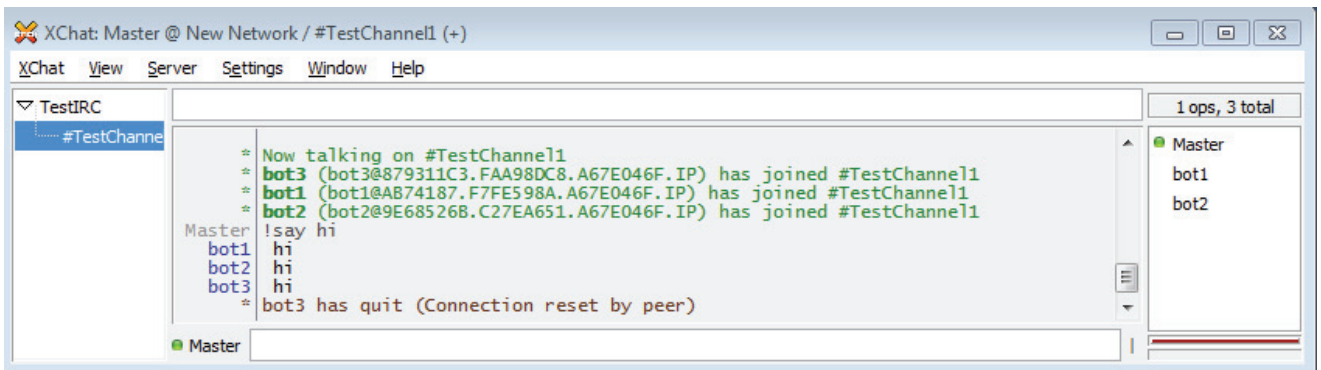 XChat: Master @ New Network / #TestChannel1 (+)
XChat View Server Settings Window Help
TestIRC
1 ops, 3 total
#TestChanne
* Now talking on #TestChannel1
* bot3 (bot3@879311C3.FAA98DC8.A67E046F.IP) has joined #TestChannel1
* bot1 (bot1@AB74187.F7FE598A.A67E046F.IP) has joined #TestChannel1
* bot2 (bot2@9E68526B.C27EA651.A67E046F.IP) has joined #TestChannel1
Master !say hi
bot1 hi
bot2 hi
bot3 hi
* bot3 has quit (Connection reset by peer)
Master
bot1
bot2
Master